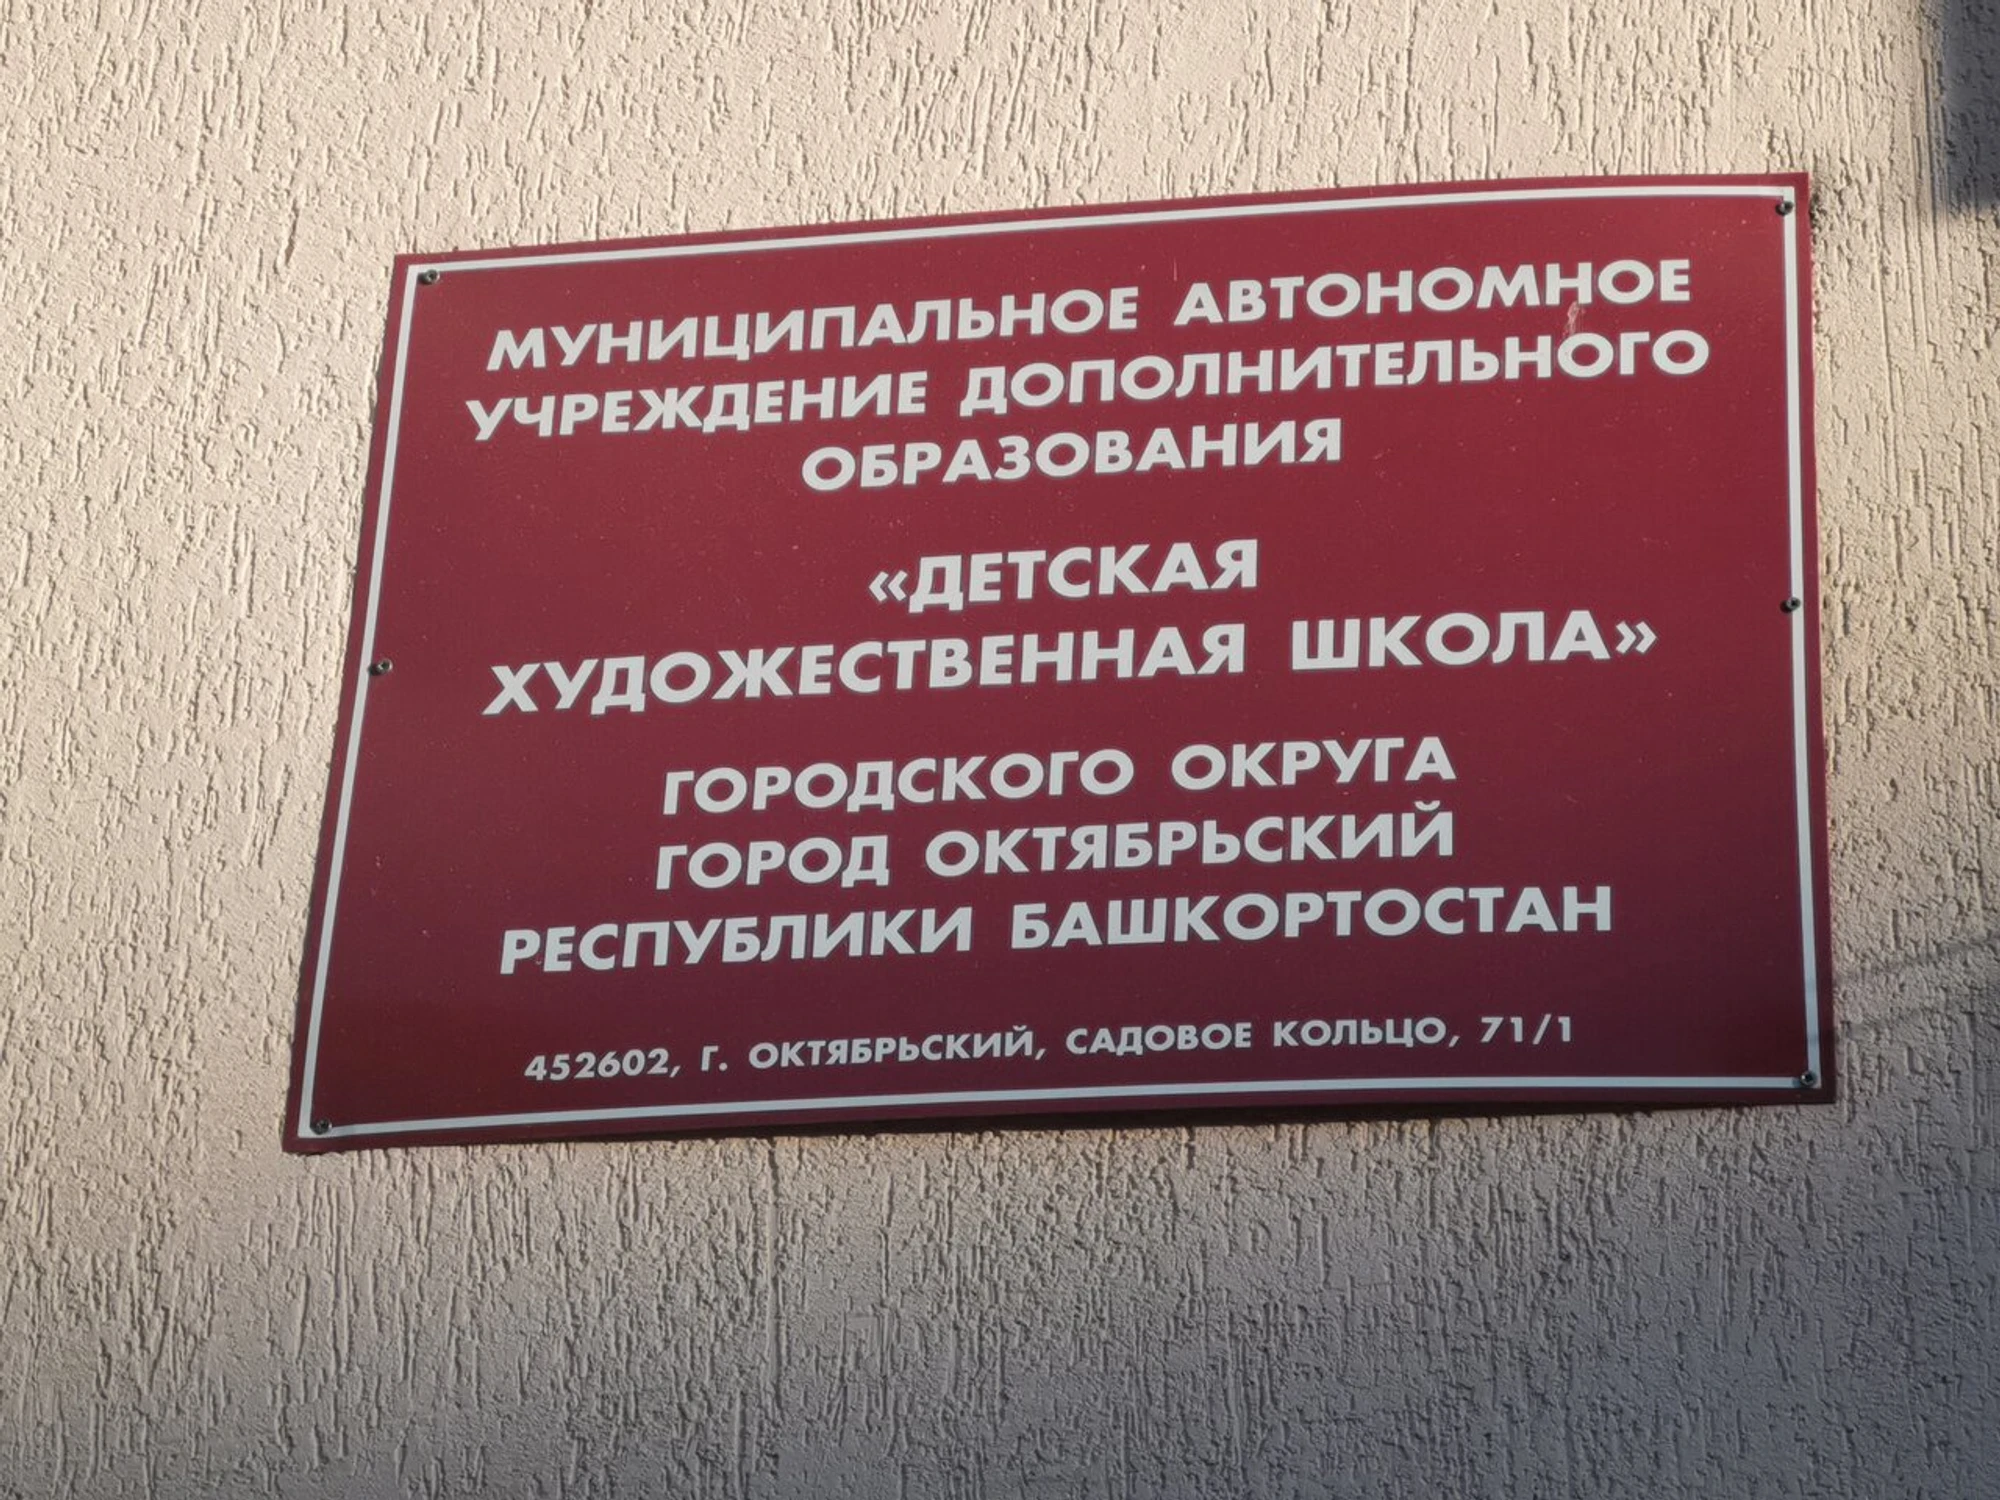 МУНИЦИПАЛЬНОЕ АВТОНОМНОЕ
УЧРЕЖДЕНИЕ ДОПОЛНИТЕЛЬНОГО
ОБРАЗОВАНИЯ
«ДЕТСКАЯ
ХУДОЖЕСТВЕННАЯ ШКОЛА»
ГОРОДСКОГО ОКРУГА
ГОРОД ОКТЯБРЬСКИЙ
РЕСПУБЛИКИ БАШКОРТОСТАН
452602, Г. ОКТЯБРЬСКИЙ, САДОВОЕ КОЛЬЦО, 71/1